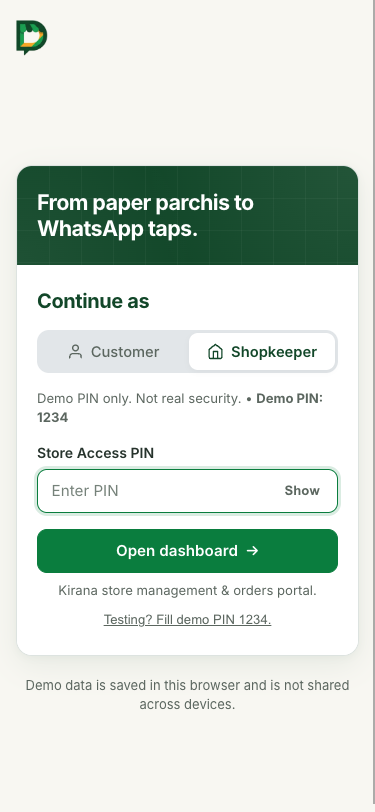 From paper parchis to
WhatsApp taps.
Continue as
Customer
Shopkeeper
Demo PIN only. Not real security. • Demo PIN:
1234
Store Access PIN
Enter PIN
Show
Open dashboard →
Kirana store management & orders portal.
Testing? Fill demo PIN 1234.
Demo data is saved in this browser and is not shared
across devices.